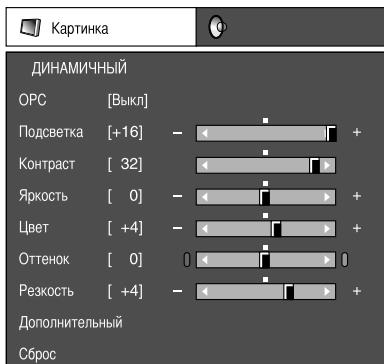 Картинка
ДИНАМИЧНЫЙ
OPC [Выкл]
Подсветка [+16] – +
Контраст [ 32]
Яркость [ 0] – +
Цвет [ +4] – +
Оттенок [ 0]
Резкость [ +4] – +
Дополнительный
Сброс